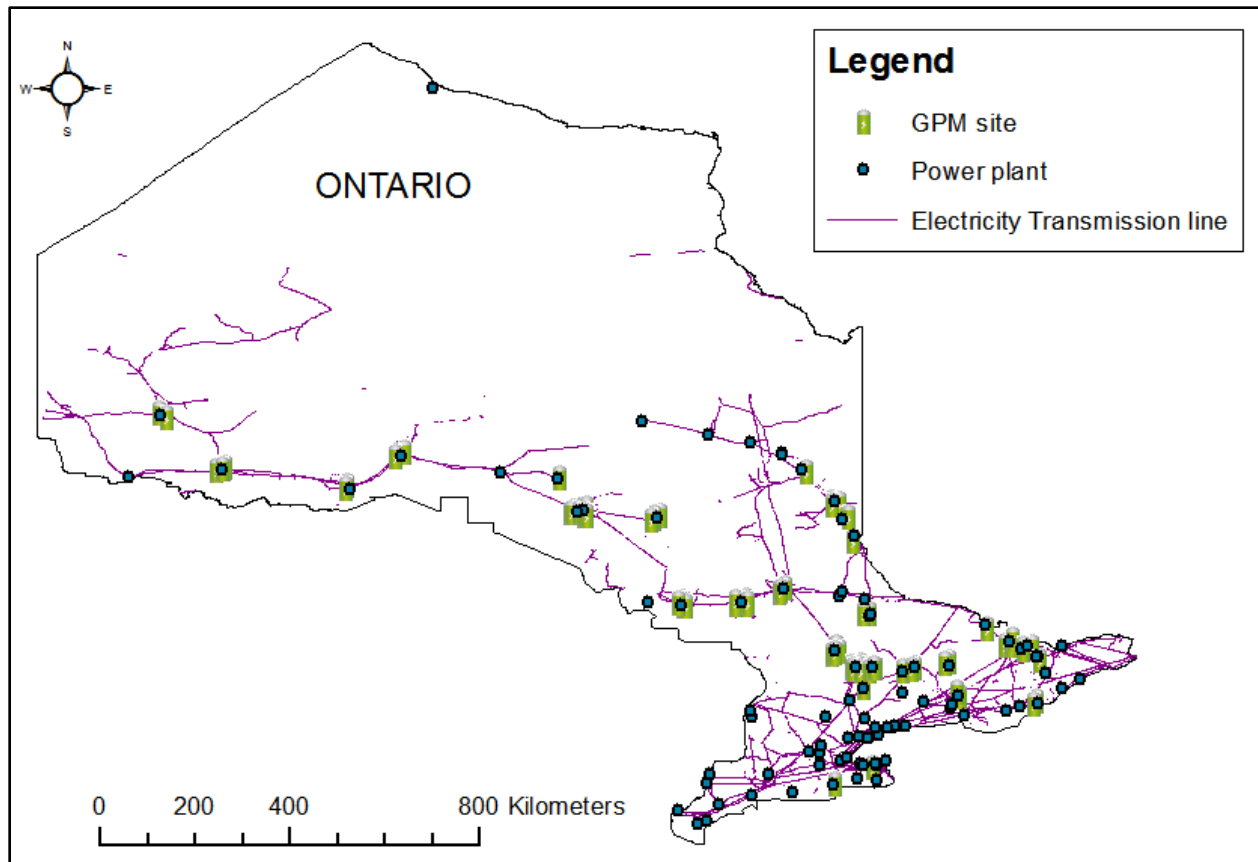 N
W E
S
ONTARIO
Legend
GPM site
Power plant
Electricity Transmission line
0 200 400 800 Kilometers